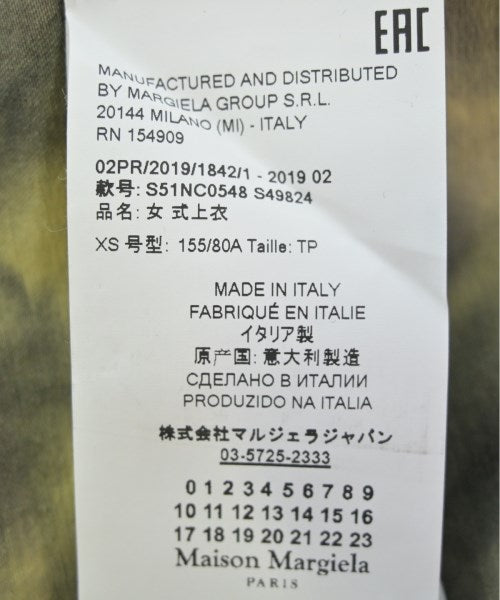 EAC
MANUFACTURED AND DISTRIBUTED
BY MARGIELA GROUP S.R.L.
20144 MILANO (MI) - ITALY
RN 154909
02PR/2019/1842/1 - 2019 02
款号: S51NC0548 S49824
品名: 女 式上衣
XS 号型: 155/80A Taille: TP
MADE IN ITALY
FABRIQUÉ EN ITALIE
イタリア製
原产国: 意大利製造
СДЕЛАНО В ИТАЛИИ
PRODUZIDO NA ITALIA
株式会社マルジェラジャパン
03-5725-2333
0 1 2 3 4 5 6 7 8 9
10 11 12 13 14 15 16
17 18 19 20 21 22 23
Maison Margiela
PARIS